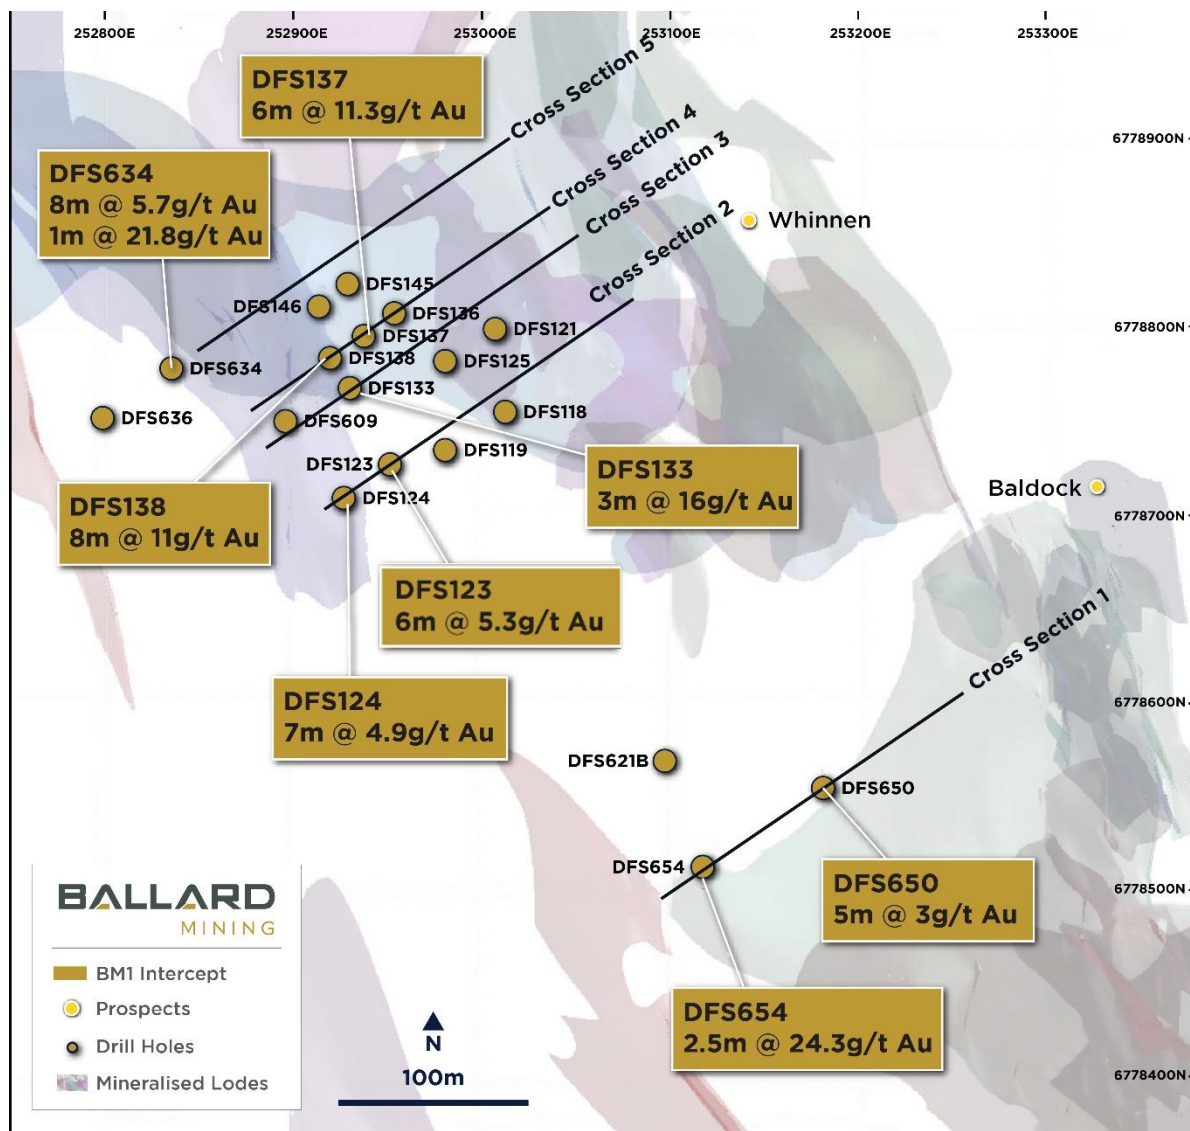 252800E
252900E
253000E
253100E
253200E
253300E
Cross Section 5
DFS137
6m @ 11.3g/t Au
Cross Section 4
Cross Section 3
6778900N
DFS634
8m @ 5.7g/t Au
1m @ 21.8g/t Au
Cross Section 2
Whinnen
DFS145
DFS146
DFS136
DFS121
6778800N
DFS137
DFS138
DFS125
DFS634
DFS133
DFS636
DFS609
DFS118
DFS119
DFS123
DFS124
DFS133
3m @ 16g/t Au
Baldock
DFS138
8m @ 11g/t Au
6778700N
DFS123
6m @ 5.3g/t Au
Cross Section 1
DFS124
7m @ 4.9g/t Au
6778600N
DFS621B
DFS650
DFS654
DFS650
5m @ 3g/t Au
6778500N
BALLARD
MINING
BM1 Intercept
Prospects
Drill Holes
Mineralised Lodes
N
100m
DFS654
2.5m @ 24.3g/t Au
6778400N